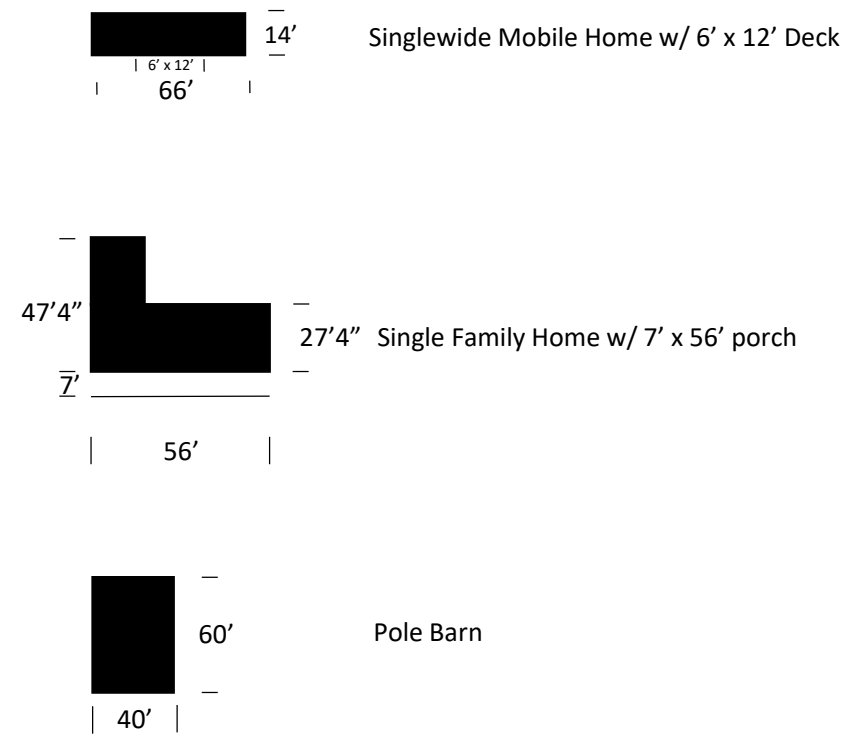 14’ Singlewide Mobile Home w/ 6’ x 12’ Deck
6’ x 12’
66’
47’4”
27’4” Single Family Home w/ 7’ x 56’ porch
7’
56’
60’ Pole Barn
40’